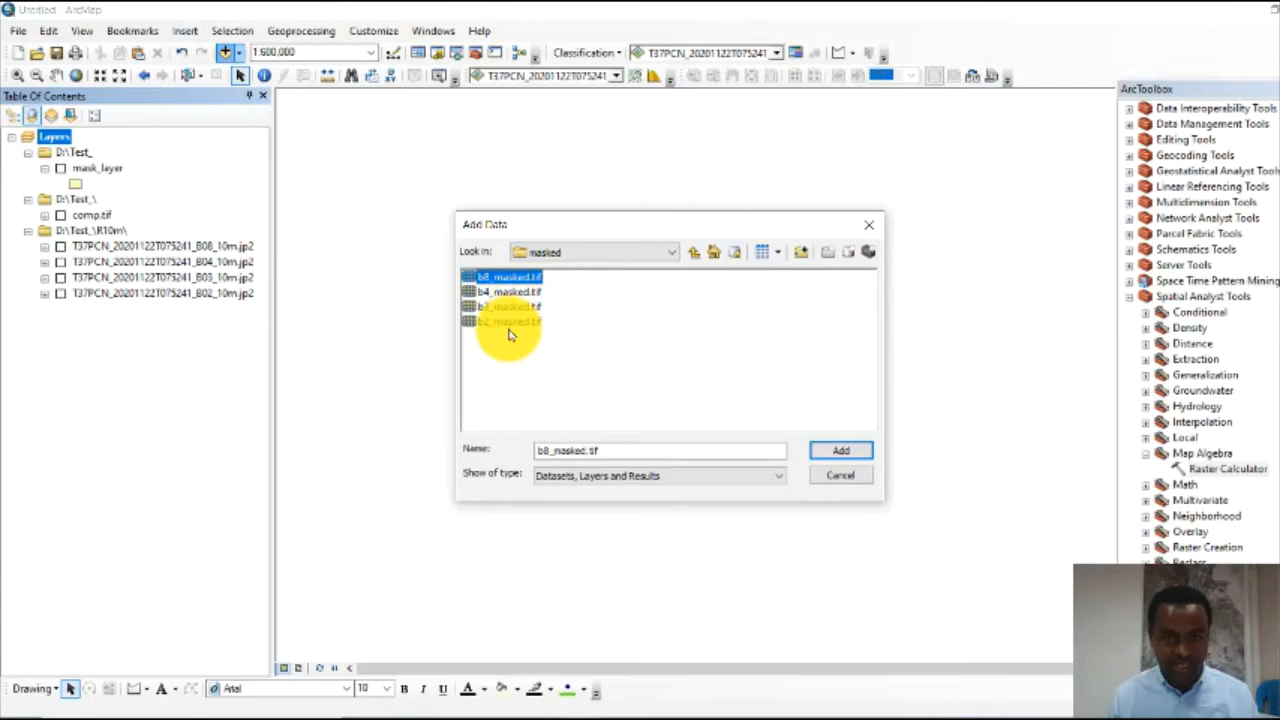 Untitled - ArcMap
File Edit View Bookmarks Insert Selection Geoprocessing Customize Windows Help
1:600,000
Classification
T37PCN_20201122T075241
T37PCN_20201122T075241
Table Of Contents
Layers
D:\Test_
mask_layer
D:\Test_\
comp.tif
D:\Test_\R10m\
T37PCN_20201122T075241_B08_10m.jp2
T37PCN_20201122T075241_B04_10m.jp2
T37PCN_20201122T075241_B03_10m.jp2
T37PCN_20201122T075241_B02_10m.jp2
Add Data
Look in:
masked
b8_masked.tif
b4_masked.tif
b3_masked.tif
b2_masked.tif
Name:
b8_masked.tif
Add
Show of type:
Datasets, Layers and Results
Cancel
ArcToolbox
Data Interoperability Tools
Data Management Tools
Editing Tools
Geocoding Tools
Geostatistical Analyst Tools
Linear Referencing Tools
Multidimension Tools
Network Analyst Tools
Parcel Fabric Tools
Schematics Tools
Server Tools
Space Time Pattern Mining
Spatial Analyst Tools
Conditional
Density
Distance
Extraction
Generalization
Groundwater
Hydrology
Interpolation
Local
Map Algebra
Raster Calculator
Math
Multivariate
Neighborhood
Overlay
Raster Creation
Drawing
Arial
10
B I U A